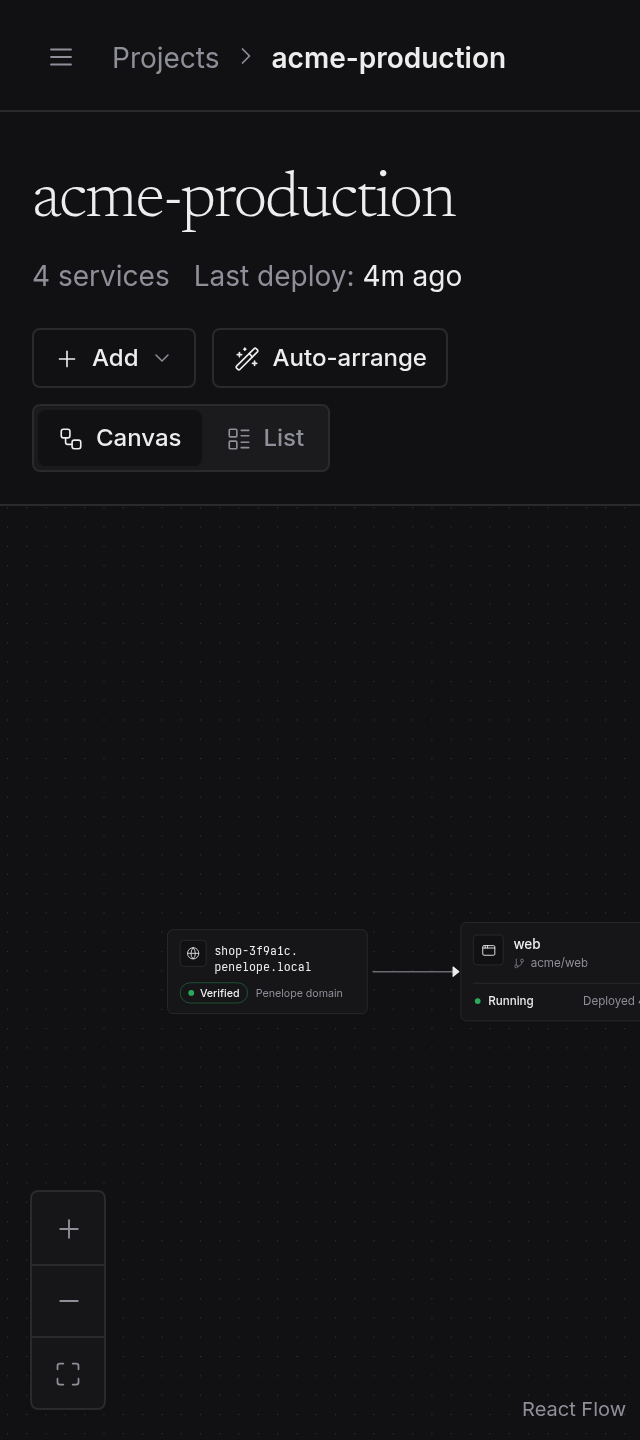 Projects > acme-production
acme-production
4 services Last deploy: 4m ago
Add
Auto-arrange
Canvas
List
shop-3f9a1c.
penelope.local
Verified
Penelope domain
web
acme/web
Running
Deployed
React Flow